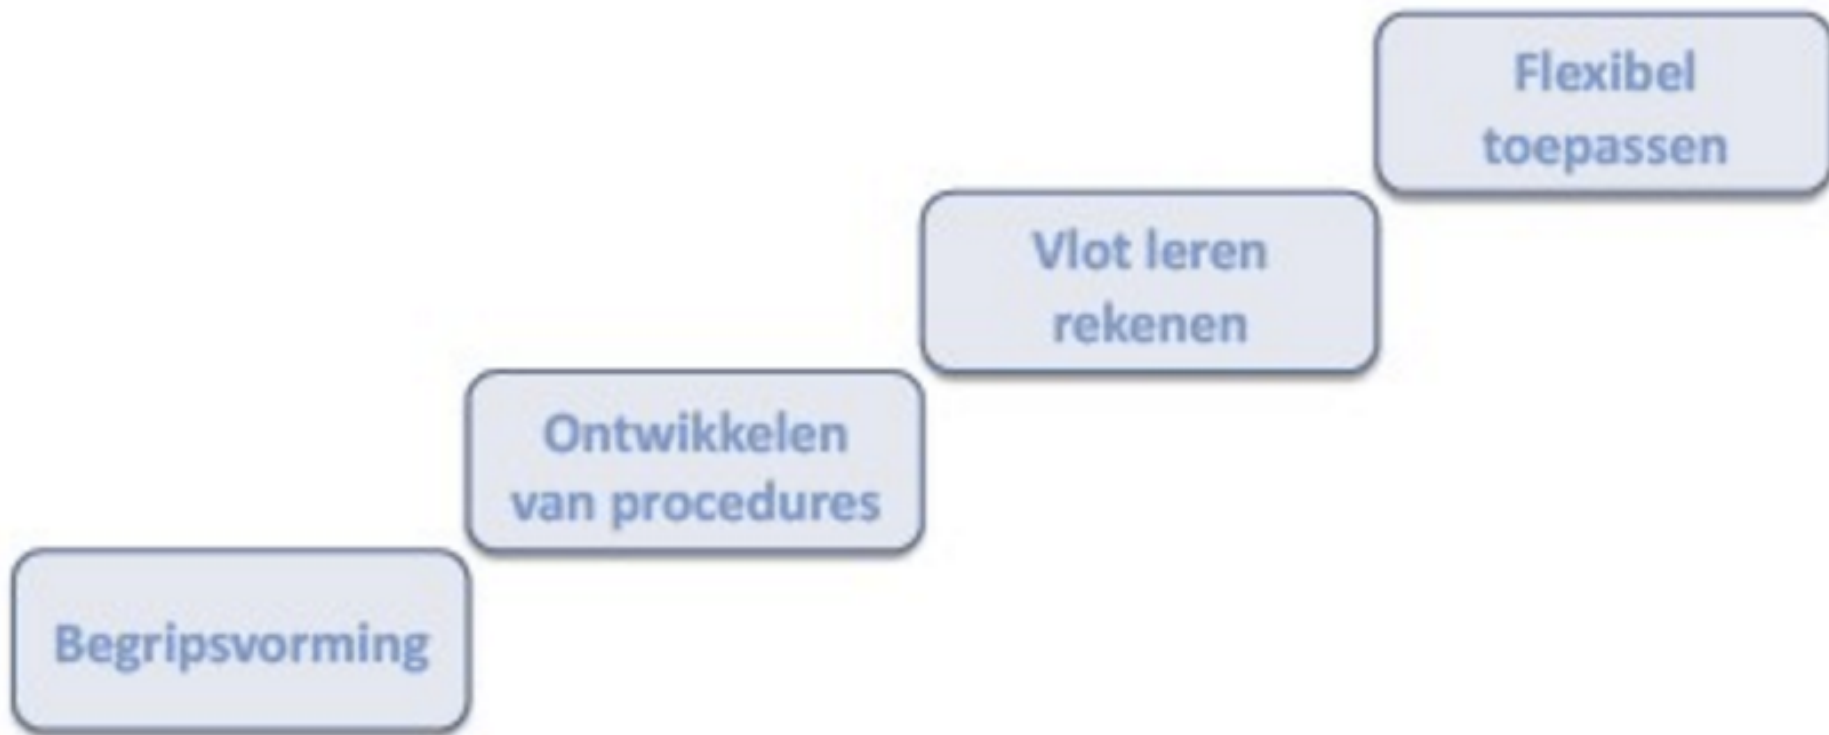 Flexibel
toepassen
Vlot leren
rekenen
Ontwikkelen
van procedures
Begripsvorming